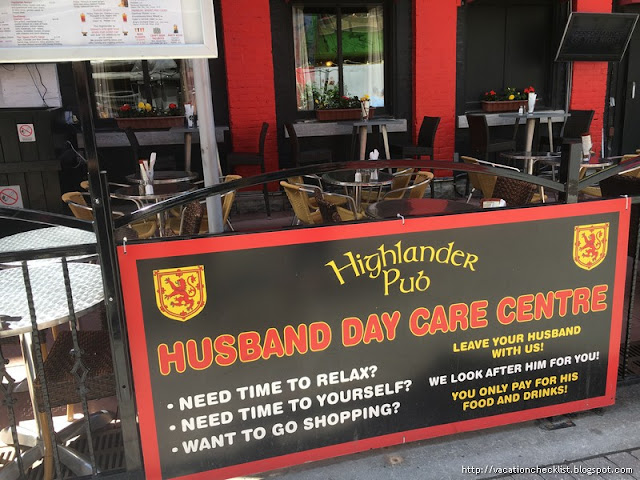 Highlander
Pub
HUSBAND DAY CARE CENTRE
• NEED TIME TO RELAX?
• NEED TIME TO YOURSELF?
• WANT TO GO SHOPPING?
LEAVE YOUR HUSBAND
WITH US!
WE LOOK AFTER HIM FOR YOU!
YOU ONLY PAY FOR HIS
FOOD AND DRINKS!
http://vacationchecklist.blogspot.com